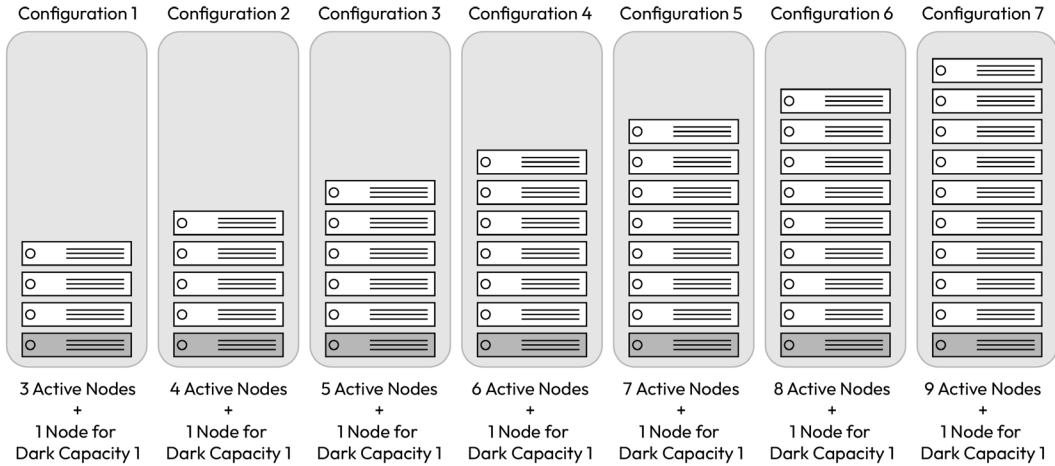 Configuration 1
Configuration 2
Configuration 3
Configuration 4
Configuration 5
Configuration 6
Configuration 7
3 Active Nodes
+
1 Node for
Dark Capacity 1
4 Active Nodes
+
1 Node for
Dark Capacity 1
5 Active Nodes
+
1 Node for
Dark Capacity 1
6 Active Nodes
+
1 Node for
Dark Capacity 1
7 Active Nodes
+
1 Node for
Dark Capacity 1
8 Active Nodes
+
1 Node for
Dark Capacity 1
9 Active Nodes
+
1 Node for
Dark Capacity 1